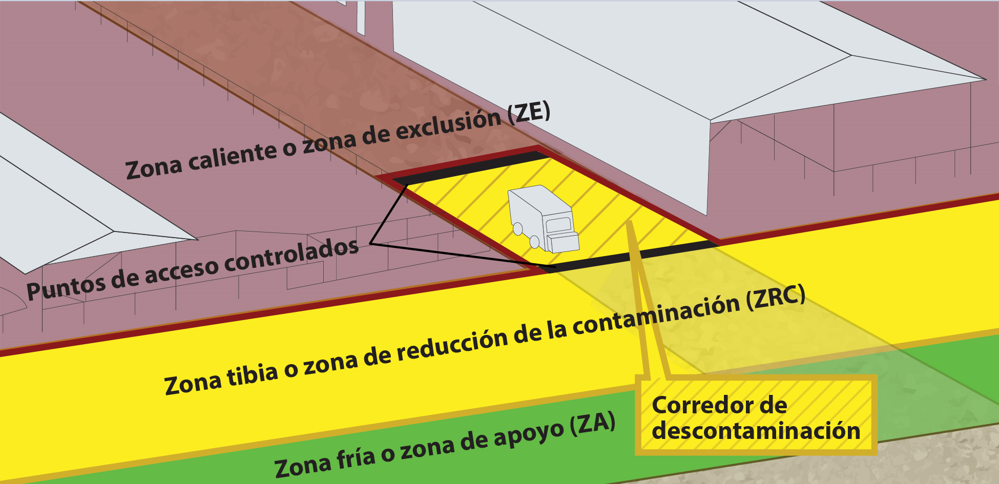 Zona caliente o zona de exclusión (ZE)
Puntos de acceso controlados
Zona tibia o zona de reducción de la contaminación (ZRC)
Corredor de
descontaminación
Zona fría o zona de apoyo (ZA)